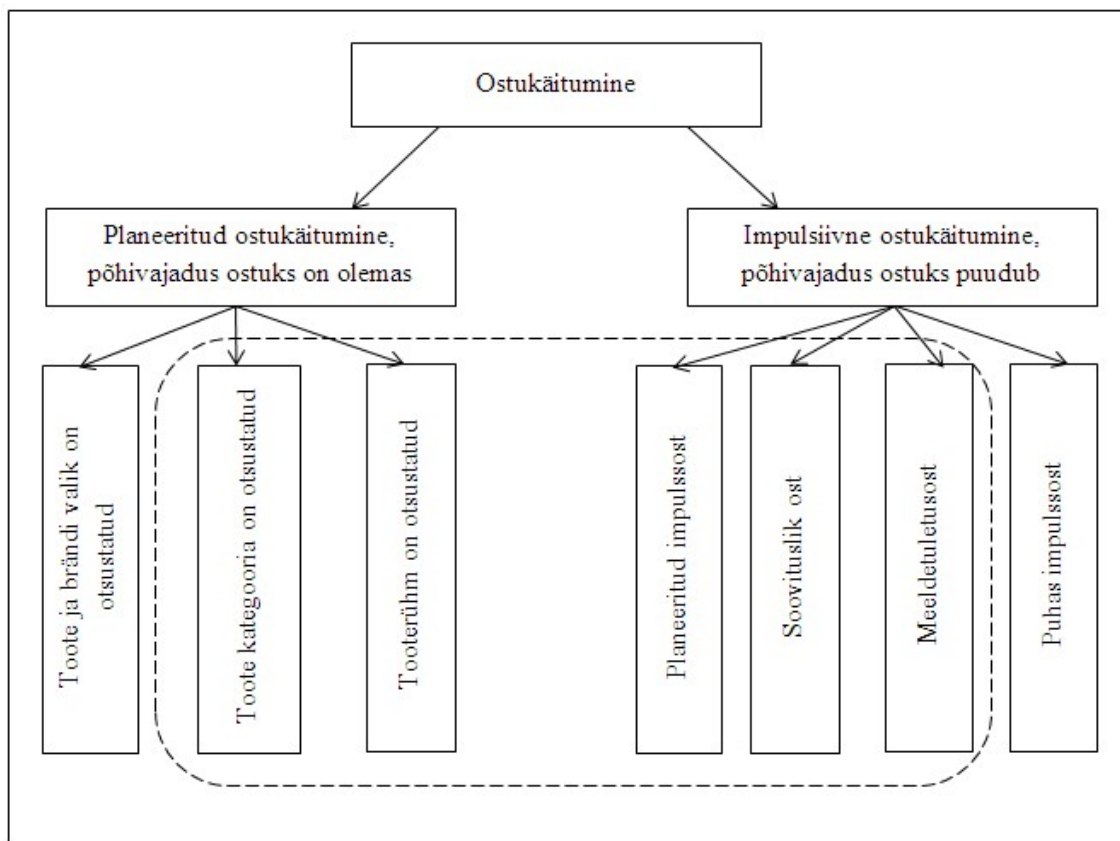 Ostukäitumine
Planeeritud ostukäitumine,
põhivajadus ostuks on olemas
Impulsiivne ostukäitumine,
põhivajadus ostuks puudub
Toote ja brändi valik on
otsustatud
Toote kategooria on otsustatud
Tooterühm on otsustatud
Planeeritud impulssost
Soovituslik ost
Meeldetuletusost
Puhas impulssost